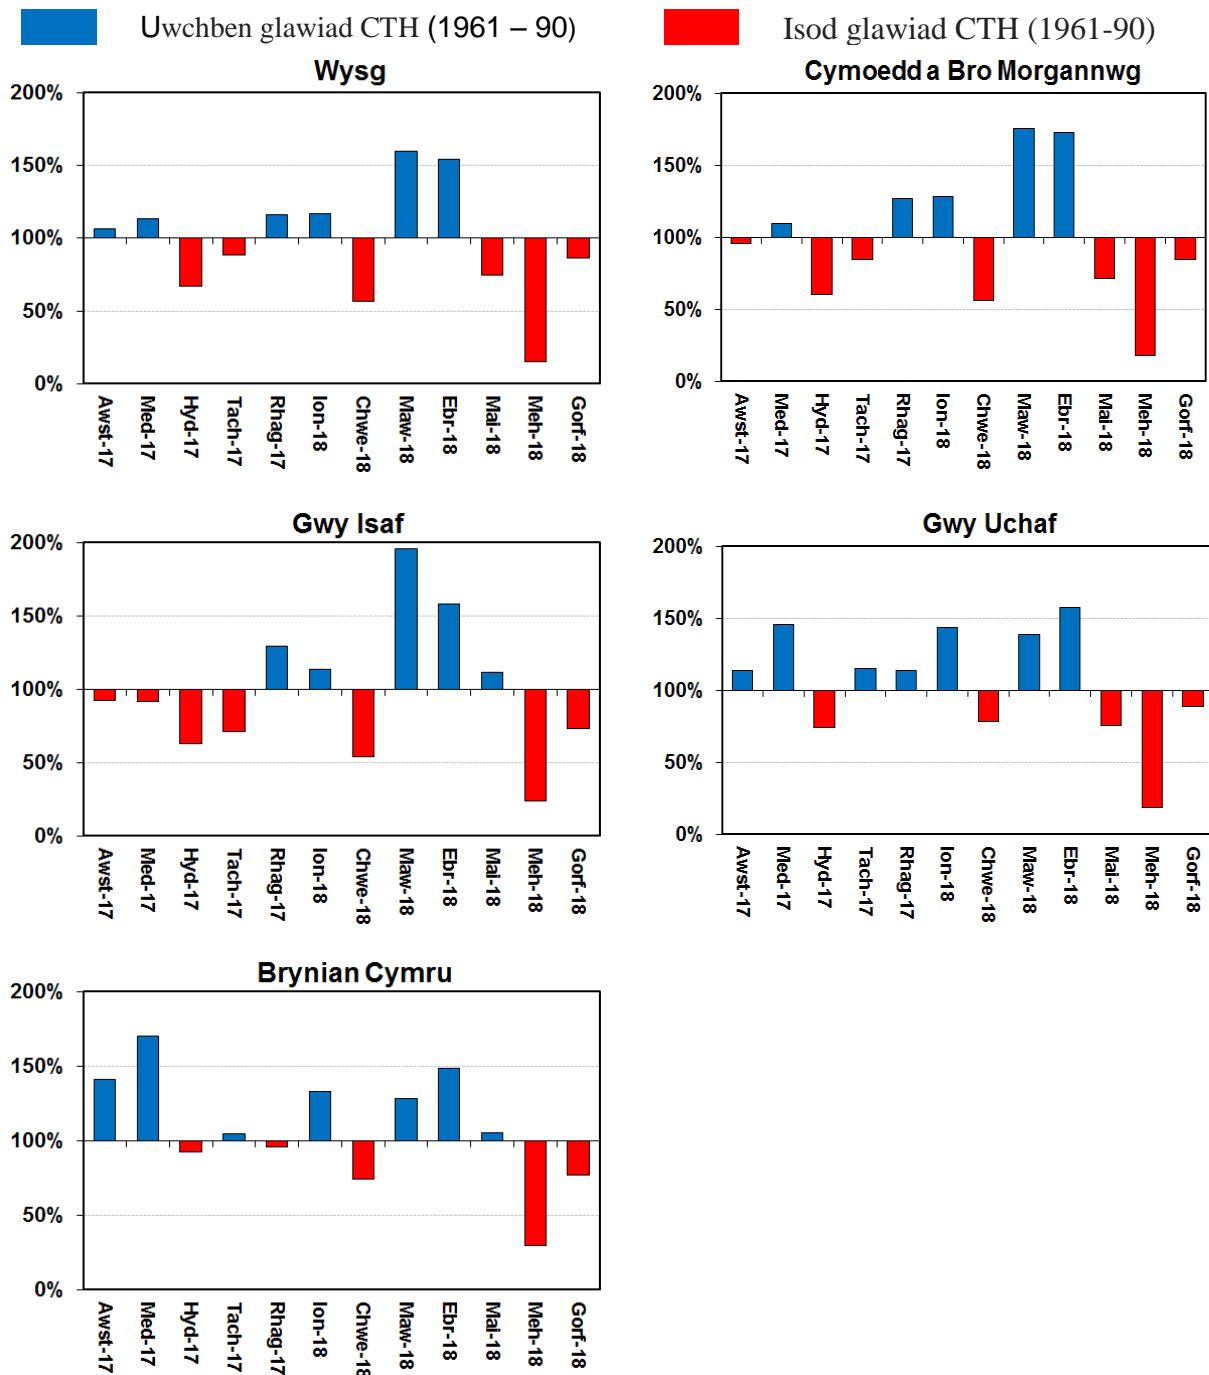 Uwchben glawiad CTH (1961 – 90)
Isod glawiad CTH (1961-90)
Wysg
200%
150%
100%
50%
0%
Awst-17
Med-17
Hyd-17
Tach-17
Rhag-17
Ion-18
Chwe-18
Maw-18
Ebr-18
Mai-18
Meh-18
Gorf-18
Cymoedd a Bro Morgannwg
200%
150%
100%
50%
0%
Awst-17
Med-17
Hyd-17
Tach-17
Rhag-17
Ion-18
Chwe-18
Maw-18
Ebr-18
Mai-18
Meh-18
Gorf-18
Gwy Isaf
200%
150%
100%
50%
0%
Awst-17
Med-17
Hyd-17
Tach-17
Rhag-17
Ion-18
Chwe-18
Maw-18
Ebr-18
Mai-18
Meh-18
Gorf-18
Gwy Uchaf
200%
150%
100%
50%
0%
Awst-17
Med-17
Hyd-17
Tach-17
Rhag-17
Ion-18
Chwe-18
Maw-18
Ebr-18
Mai-18
Meh-18
Gorf-18
Brynian Cymru
200%
150%
100%
50%
0%
Awst-17
Med-17
Hyd-17
Tach-17
Rhag-17
Ion-18
Chwe-18
Maw-18
Ebr-18
Mai-18
Meh-18
Gorf-18